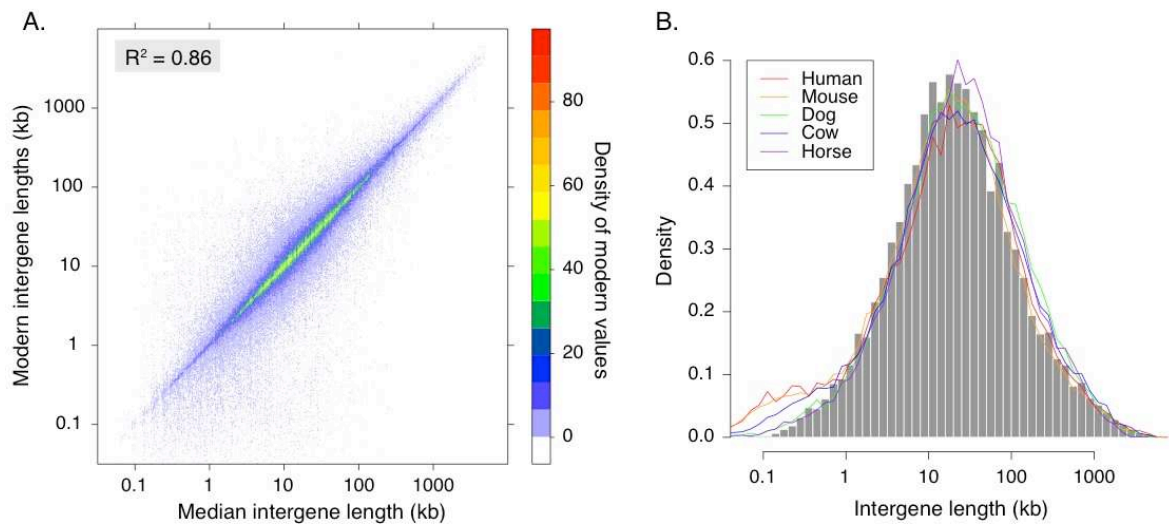 A.
R² = 0.86
Modern intergene lengths (kb)
1000
100
10
1
0.1
0.1 1 10 100 1000
Median intergene length (kb)
80
60
40
20
0
Density of modern values
B.
Human
Mouse
Dog
Cow
Horse
Density
0.6
0.5
0.4
0.3
0.2
0.1
0.0
0.1 1 10 100 1000
Intergene length (kb)